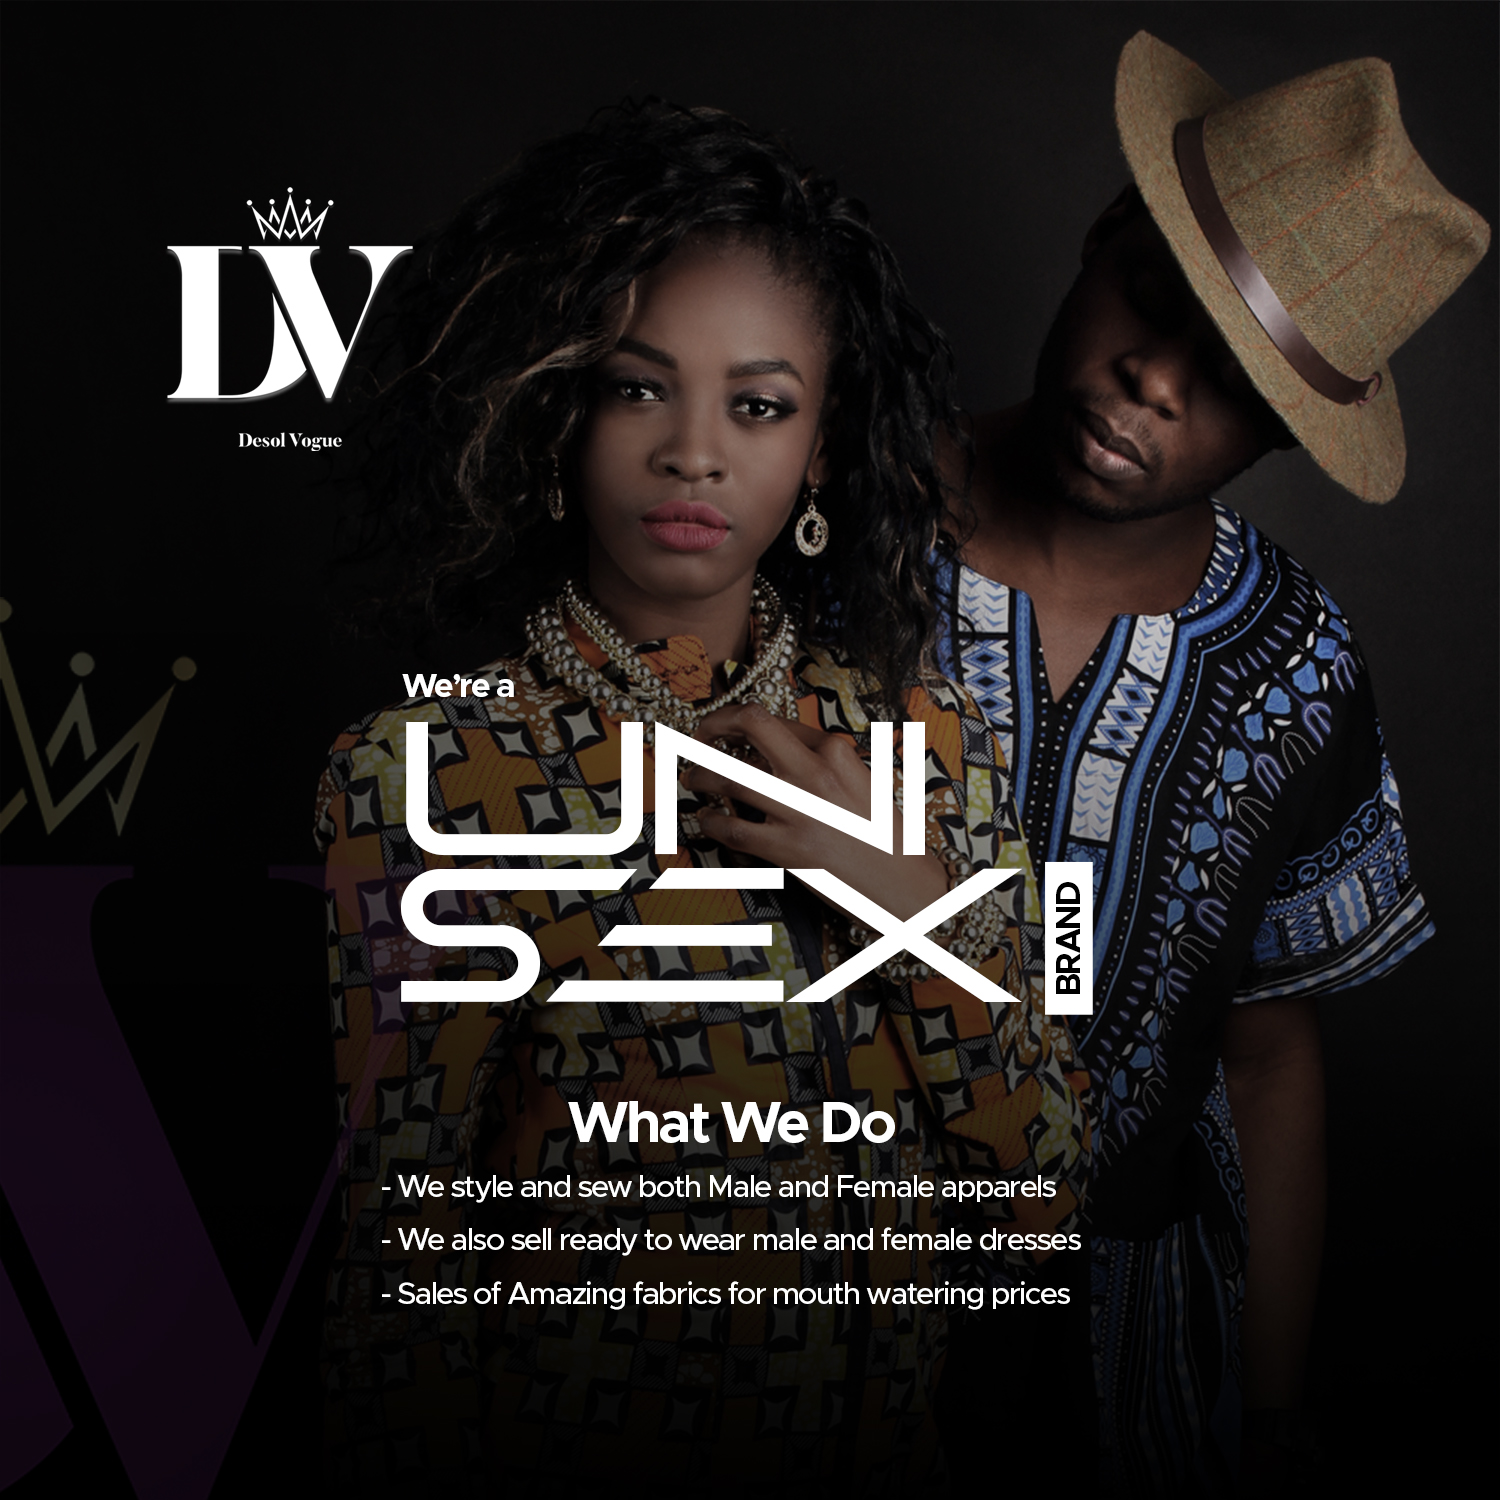 DV
Desol Vogue
We're a
UNI
SEX
BRAND
What We Do
- We style and sew both Male and Female apparels
- We also sell ready to wear male and female dresses
- Sales of Amazing fabrics for mouth watering prices